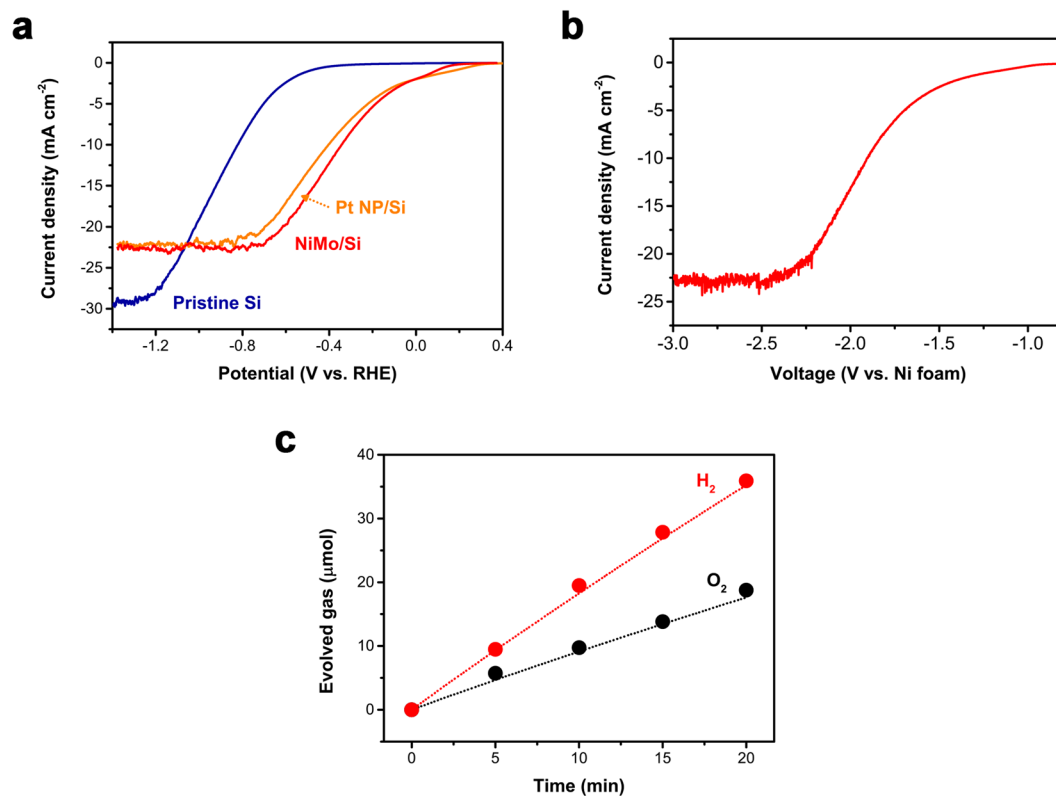 a
0
-5
-10
-15
-20
-25
-30
Current density (mA cm⁻²)
Pt NP/Si
NiMo/Si
Pristine Si
-1.2 -0.8 -0.4 0.0 0.4
Potential (V vs. RHE)
b
0
-5
-10
-15
-20
-25
Current density (mA cm⁻²)
-3.0 -2.5 -2.0 -1.5 -1.0
Voltage (V vs. Ni foam)
c
40
30
20
10
0
Evolved gas (μmol)
H₂
O₂
0 5 10 15 20
Time (min)